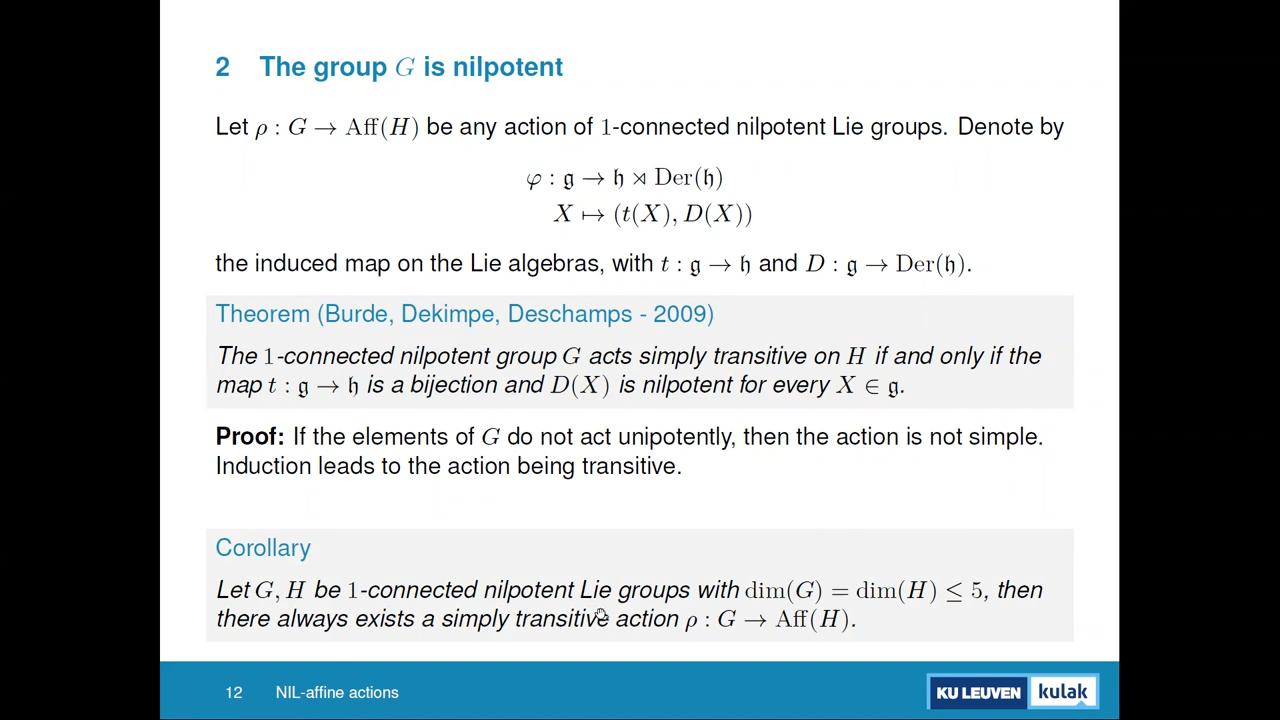 2 The group G is nilpotent
Let ρ : G → Aff(H) be any action of 1-connected nilpotent Lie groups. Denote by
φ : 𝔤 → 𝔥 ⋊ Der(𝔥)
X ↦ (t(X), D(X))
the induced map on the Lie algebras, with t : 𝔤 → 𝔥 and D : 𝔤 → Der(𝔥).
Theorem (Burde, Dekimpe, Deschamps - 2009)
The 1-connected nilpotent group G acts simply transitive on H if and only if the
map t : 𝔤 → 𝔥 is a bijection and D(X) is nilpotent for every X ∈ 𝔤.
Proof: If the elements of G do not act unipotently, then the action is not simple.
Induction leads to the action being transitive.
Corollary
Let G, H be 1-connected nilpotent Lie groups with dim(G) = dim(H) ≤ 5, then
there always exists a simply transitive action ρ : G → Aff(H).
12 NIL-affine actions
KU LEUVEN kulak